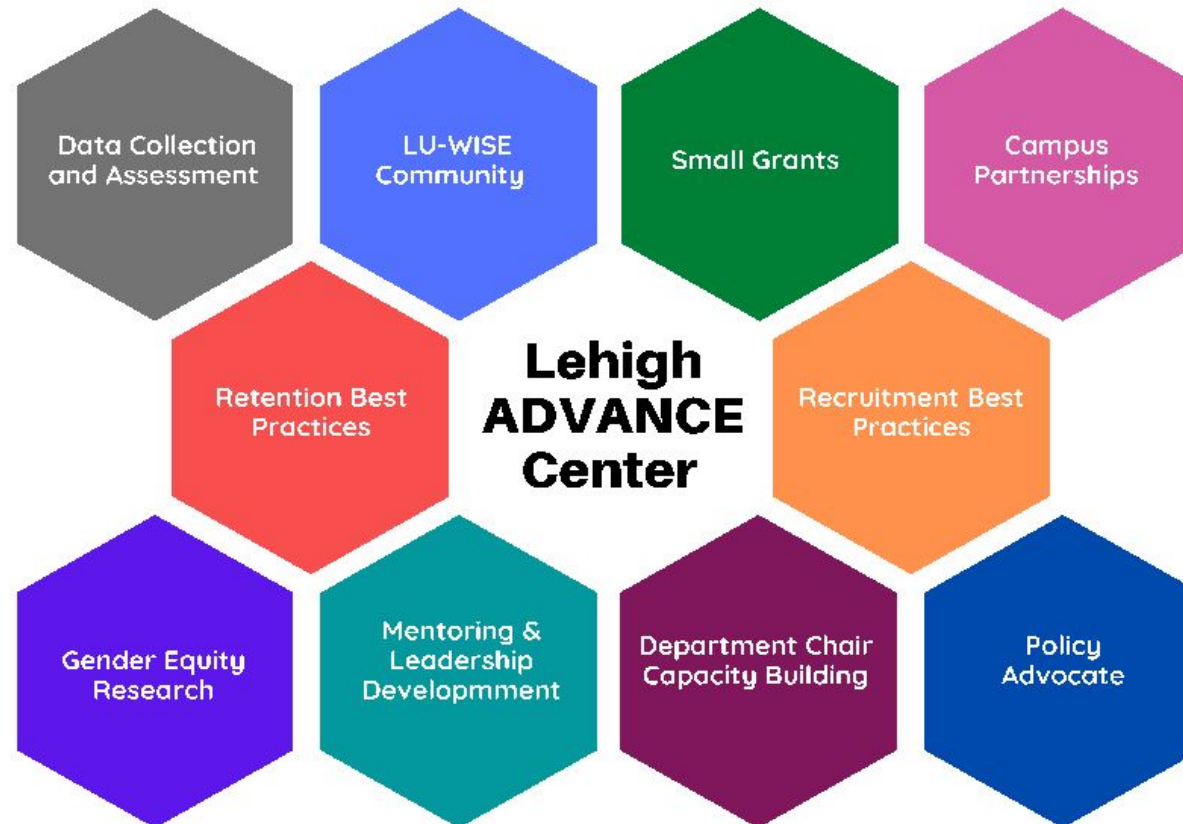 Data Collection
and Assessment
LU-WISE
Community
Small Grants
Campus
Partnerships
Retention Best
Practices
Lehigh
ADVANCE
Center
Recruitment Best
Practices
Gender Equity
Research
Mentoring &
Leadership
Developmment
Department Chair
Capacity Building
Policy
Advocate